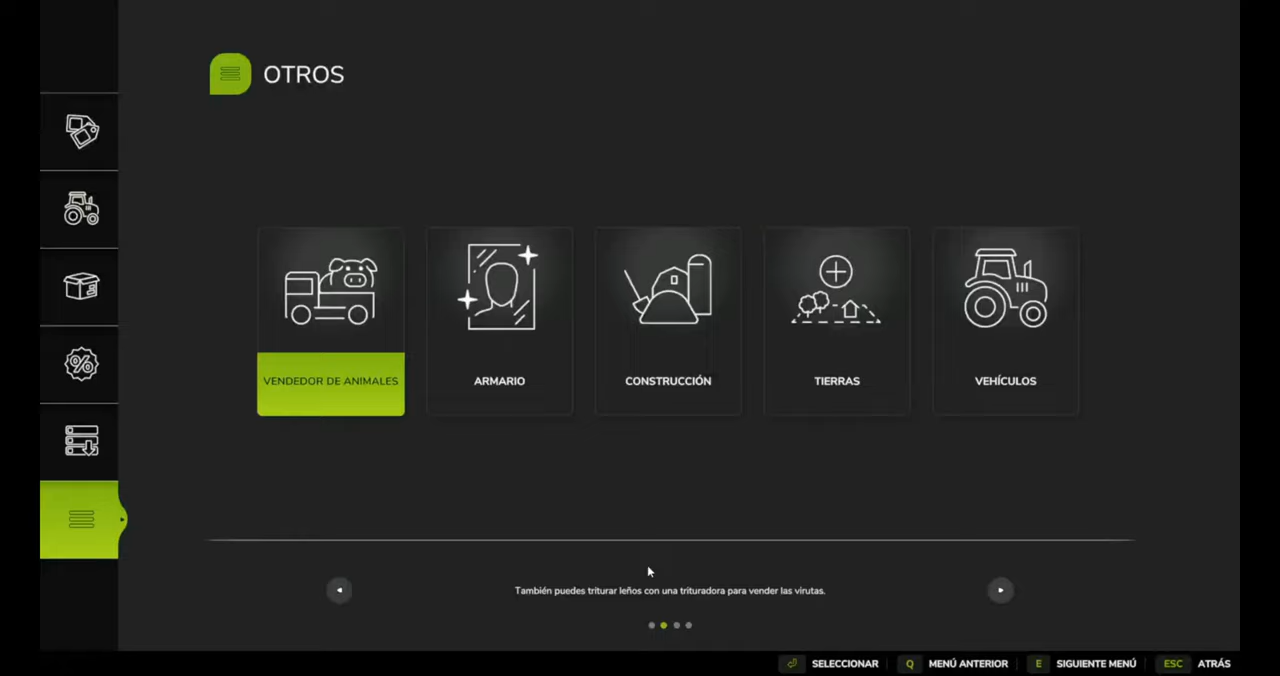 OTROS
VENDEDOR DE ANIMALES
ARMARIO
CONSTRUCCIÓN
TIERRAS
VEHÍCULOS
También puedes triturar leños con una trituradora para vender las virutas.
SELECCIONAR Q MENÚ ANTERIOR E SIGUIENTE MENÚ ESC ATRÁS